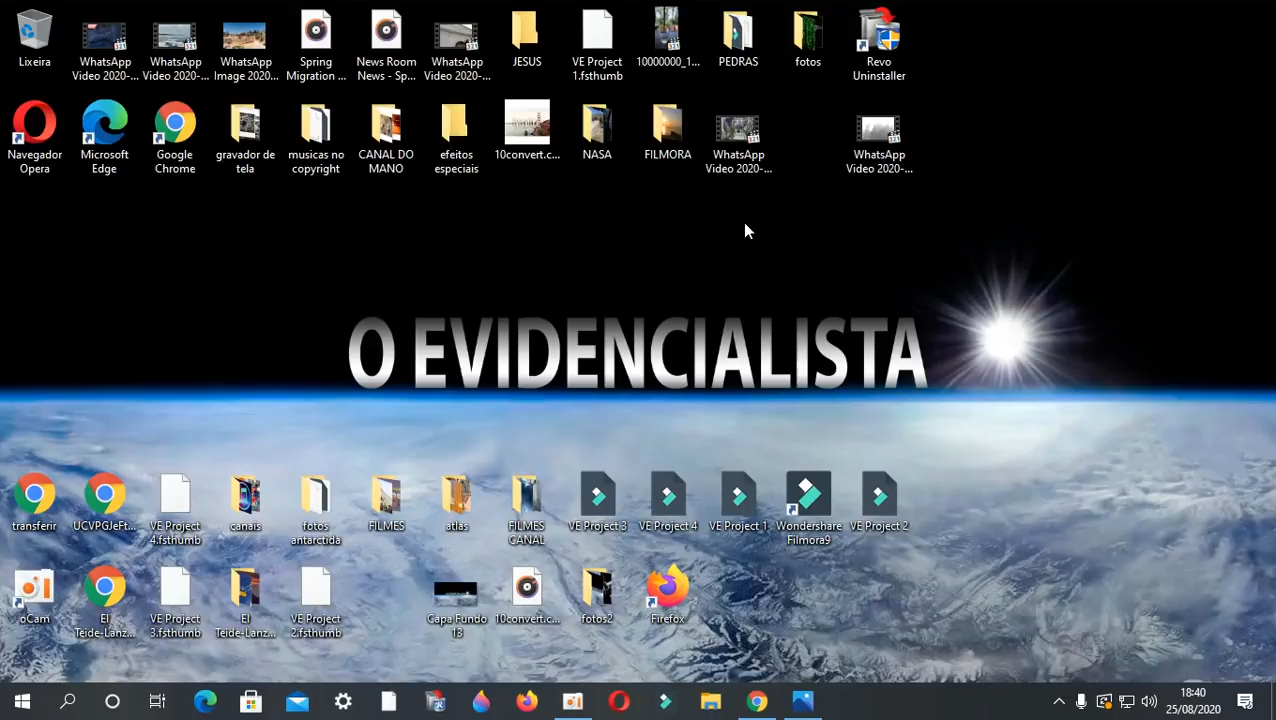 Lixeira
WhatsApp
Video 2020-...
WhatsApp
Video 2020-...
WhatsApp
Image 2020...
Spring
Migration ...
News Room
News - Sp...
WhatsApp
Video 2020-...
JESUS
VE Project
1.fsthumb
10000000_1...
PEDRAS
fotos
Revo
Uninstaller
Navegador
Opera
Microsoft
Edge
Google
Chrome
gravador de
tela
musicas no
copyright
CANAL DO
MANO
efeitos
especiais
10convert.c...
NASA
FILMORA
WhatsApp
Video 2020-...
WhatsApp
Video 2020-...
O EVIDENCIALISTA
transferir
UCVPGJeFt...
VE Project
4.fsthumb
canais
fotos
antarctida
FILMES
atlas
FILMES
CANAL
VE Project 3
VE Project 4
VE Project 1
Wondershare
Filmora9
VE Project 2
oCam
El
Teide-Lanz...
VE Project
3.fsthumb
El
Teide-Lanz...
VE Project
2.fsthumb
Capa Fundo
13
10convert.c...
fotos2
Firefox
18:40
25/08/2020